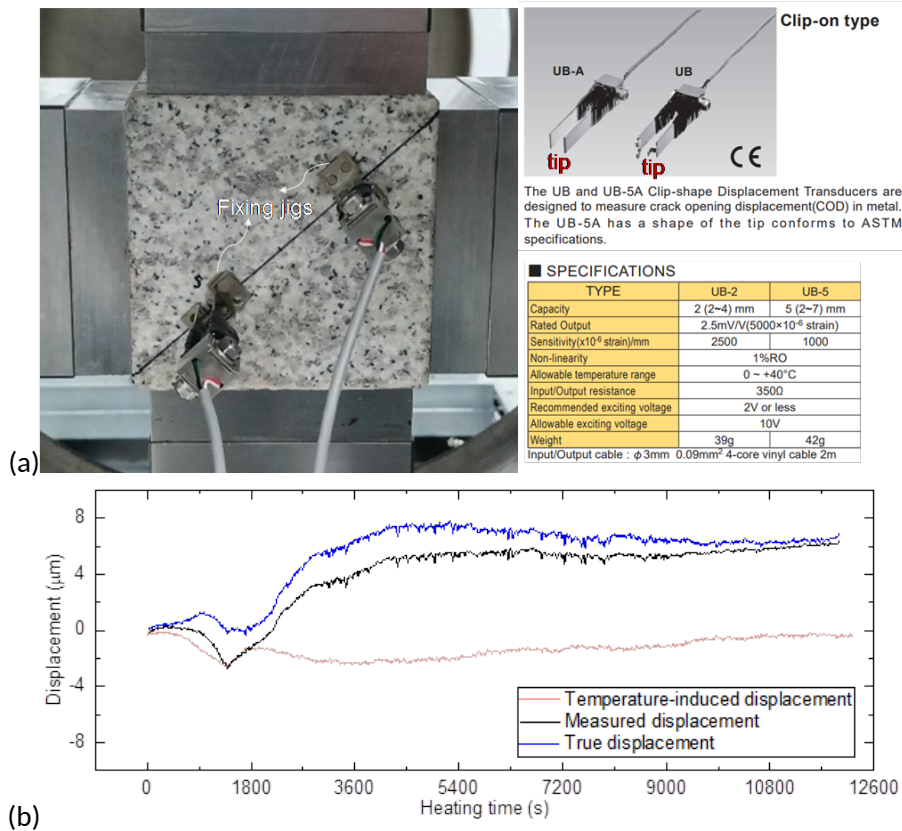 Clip-on type
UB-A
UB
tip
tip
CE
Fixing jigs
5
The UB and UB-5A Clip-shape Displacement Transducers are
designed to measure crack opening displacement(COD) in metal.
The UB-5A has a shape of the tip conforms to ASTM
specifications.
■ SPECIFICATIONS
TYPE UB-2 UB-5
Capacity 2 (2~4) mm 5 (2~7) mm
Rated Output 2.5mV/V(5000×10⁻⁶ strain)
Sensitivity(x10⁻⁶ strain)/mm 2500 1000
Non-linearity 1%RO
Allowable temperature range 0 ~ +40°C
Input/Output resistance 350Ω
Recommended exciting voltage 2V or less
Allowable exciting voltage 10V
Weight 39g 42g
Input/Output cable : ϕ3mm 0.09mm² 4-core vinyl cable 2m
(a)
8
4
0
-4
-8
Displacement (μm)
Temperature-induced displacement
Measured displacement
True displacement
0 1800 3600 5400 7200 9000 10800 12600
Heating time (s)
(b)